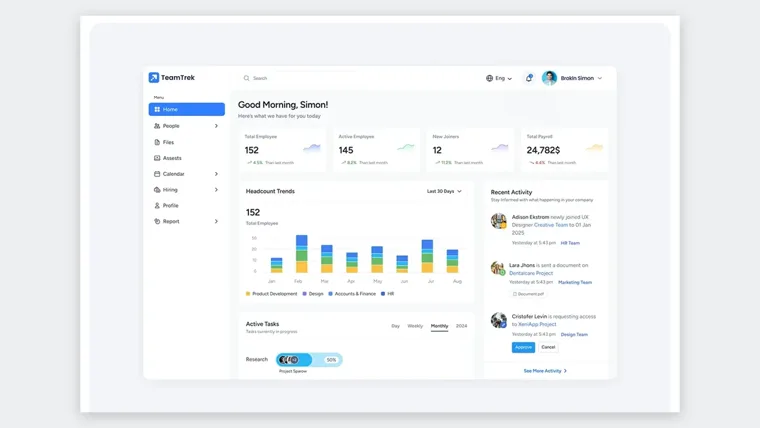 TeamTrek
Search
Eng
Brokln Simon
Menu
Home
People
Files
Assests
Calendar
Hiring
Profile
Report
Good Morning, Simon!
Here's what we have for you today
Total Employee
152
4.5% Than last month
Active Employee
145
8.2% Than last month
New Joiners
12
11.2% Than last month
Total Payroll
24,782$
4.6% Than last month
Headcount Trends
Last 30 Days
152
Total Employee
Jan Feb Mar Apr May Jun Jul Aug
Product Development Design Accounts & Finance HR
Active Tasks
Tasks currently in progress
Day Weekly Monthly 2024
Research
50%
Project Sparow
Recent Activity
Stay informed with what happening in your company
Adison Ekstrom newly joined UX
Designer Creative Team to 01 Jan
2025
Yesterday at 5:43 pm HR Team
Lara Jhons is sent a document on
Dentalcare Project
Yesterday at 5:43 pm Marketing Team
Document.pdf
Cristofer Levin is requesting access
to XenApp.Project
Yesterday at 5:43 pm Design Team
Approve Cancel
See More Activity